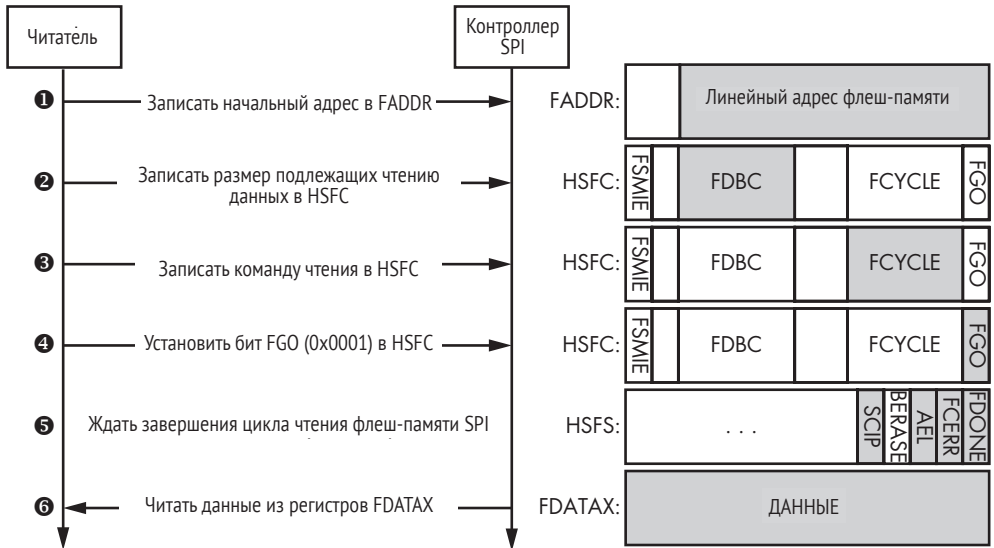 Читатель
Контроллер
SPI
❶
Записать начальный адрес в FADDR
FADDR:
Линейный адрес флеш-памяти
❷
Записать размер подлежащих чтению
данных в HSFC
HSFC:
FSMIE
FDBC
FCYCLE
FGO
❸
Записать команду чтения в HSFC
HSFC:
FSMIE
FDBC
FCYCLE
FGO
❹
Установить бит FGO (0x0001) в HSFC
HSFC:
FSMIE
FDBC
FCYCLE
FGO
❺
Ждать завершения цикла чтения флеш-памяти SPI
HSFS:
. . .
SCIP
BERASE
AEL
FCERR
FDONE
❻
Читать данные из регистров FDATAX
FDATAX:
ДАННЫЕ